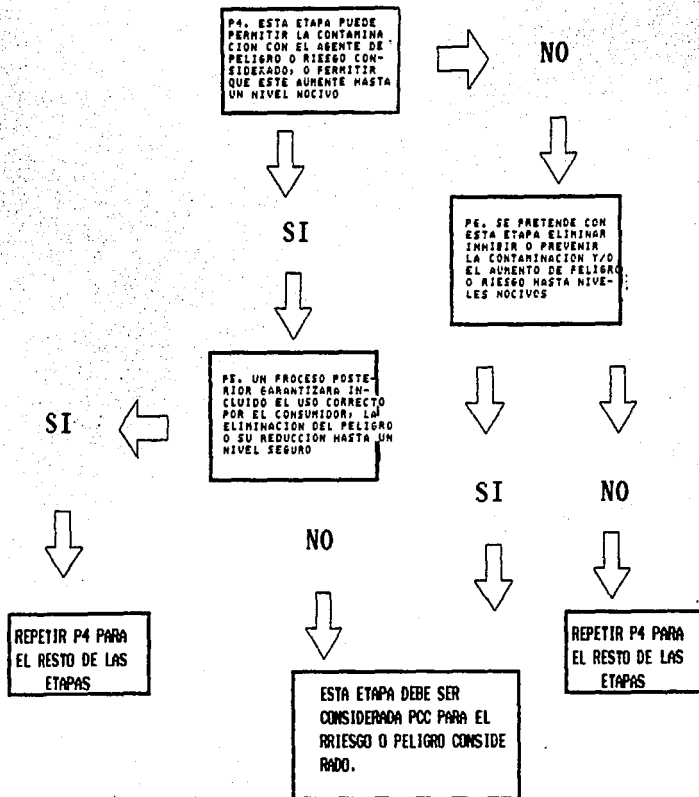 P4. ESTA ETAPA PUEDE
PERMITIR LA CONTAMINA
CION CON EL AGENTE DE
PELIGRO O RIESGO CON-
SIDERADO, O PERMITIR
QUE ESTE AUMENTE HASTA
UN NIVEL NOCIVO
NO
SI
P6. SE PRETENDE CON
ESTA ETAPA ELIMINAR
INHIBIR O PREVENIR
LA CONTAMINACION Y/O
EL AUMENTO DE PELIGRO
O RIESGO HASTA NIVE-
LES NOCIVOS
P5. UN PROCESO POSTE-
RIOR GARANTIZARA IN-
CLUIDO EL USO CORRECTO
POR EL CONSUMIDOR, LA
ELIMINACION DEL PELIGRO
O SU REDUCCION HASTA UN
NIVEL SEGURO
SI
SI
NO
NO
REPETIR P4 PARA
EL RESTO DE LAS
ETAPAS
ESTA ETAPA DEBE SER
CONSIDERADA PCC PARA EL
RRIESGO O PELIGRO CONSIDE
RADO.
REPETIR P4 PARA
EL RESTO DE LAS
ETAPAS